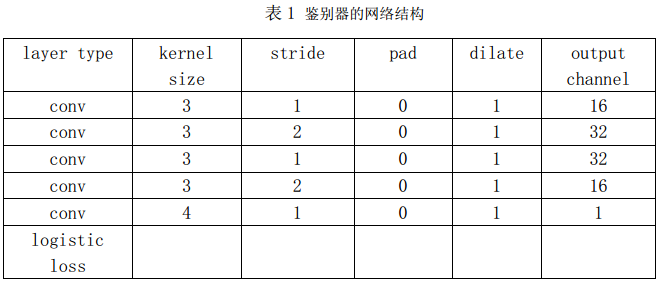 表 1 鉴别器的网络结构
layer type kernel size stride pad dilate output channel
conv 3 1 0 1 16
conv 3 2 0 1 32
conv 3 1 0 1 32
conv 3 2 0 1 16
conv 4 1 0 1 1
logistic loss